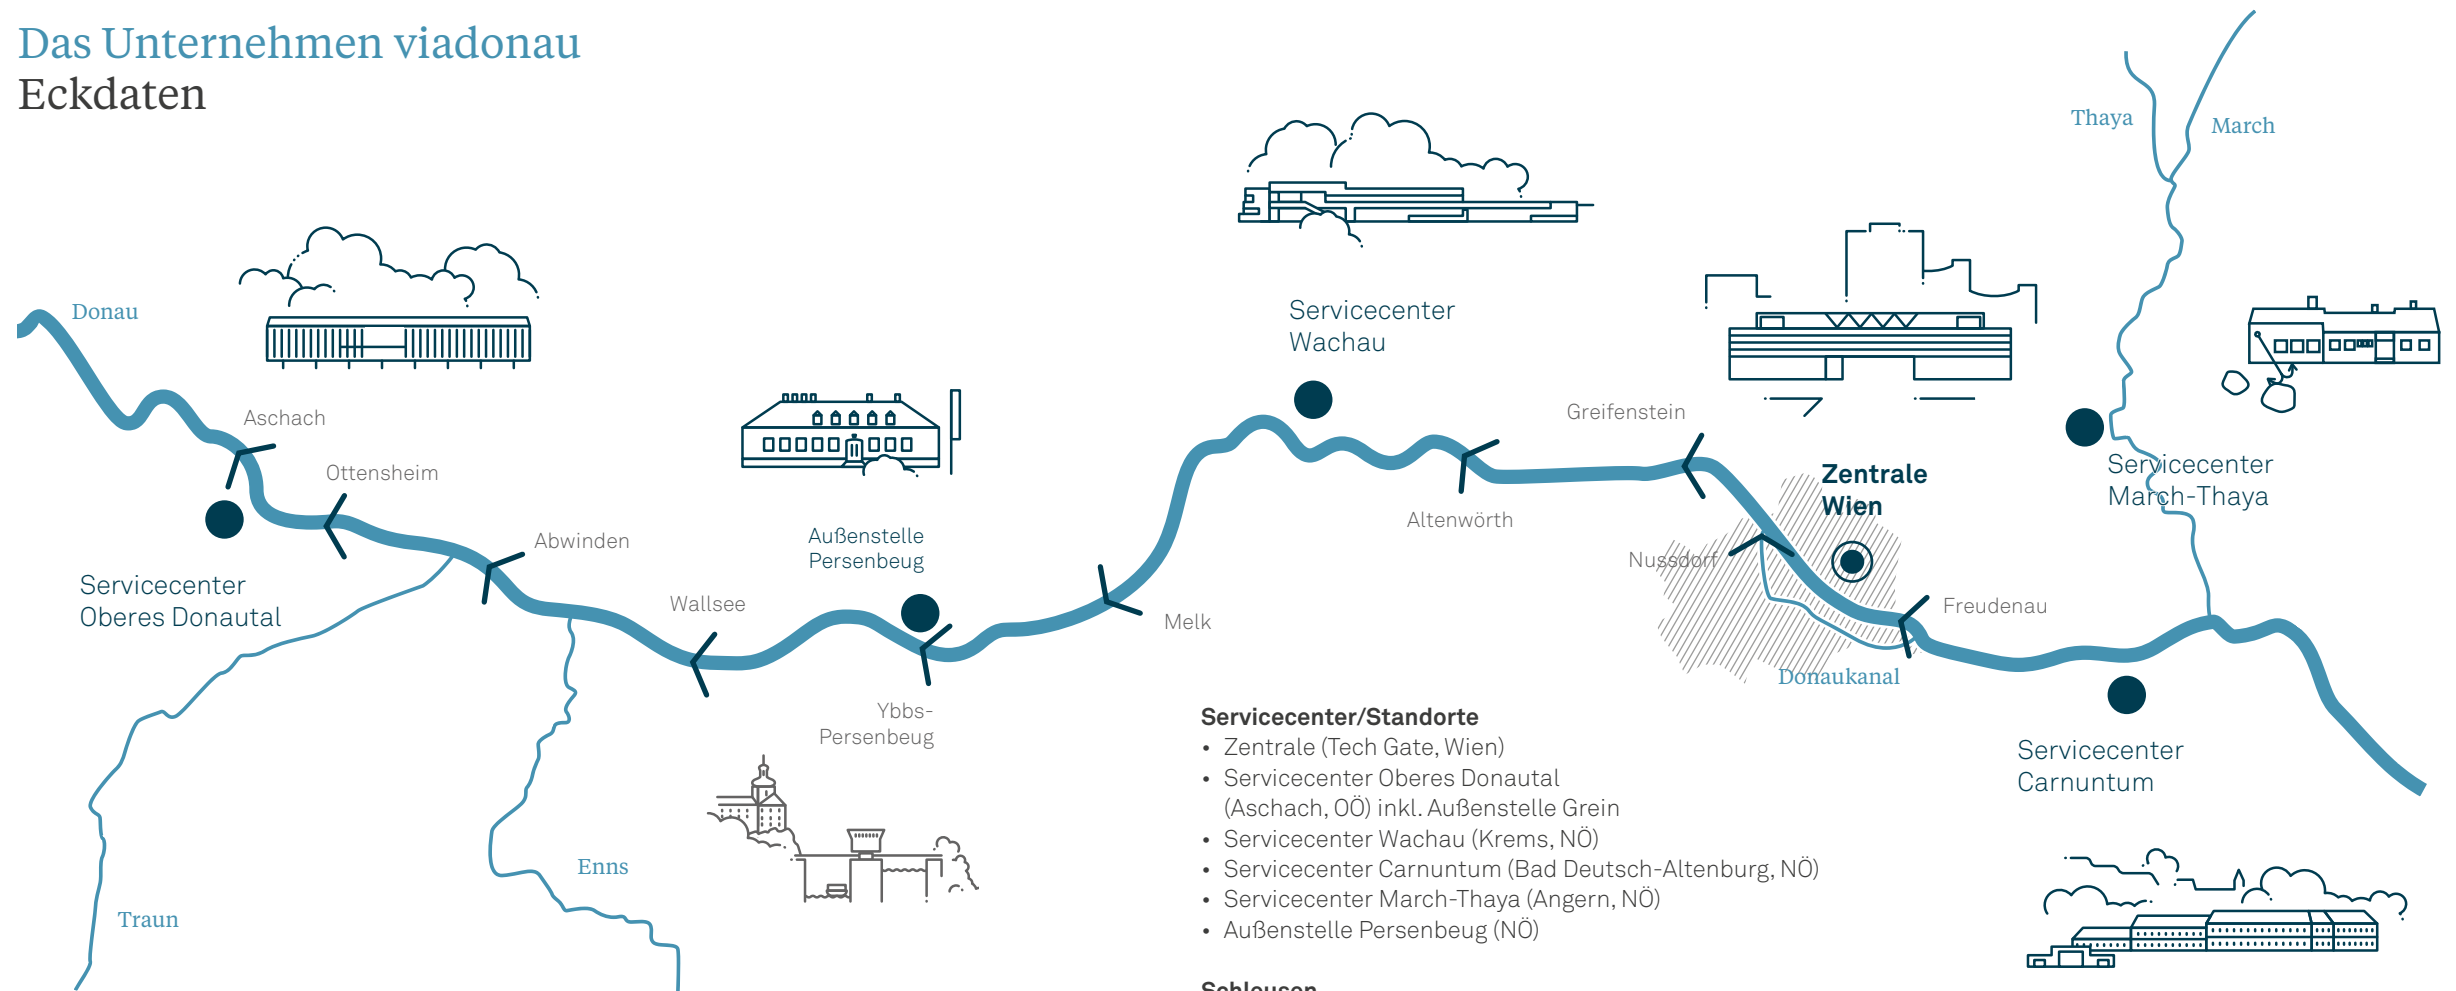 Das Unternehmen viadonau
Eckdaten
Thaya
March
Donau
Servicecenter
Wachau
Aschach
Greifenstein
Ottensheim
Zentrale
Wien
Servicecenter
March-Thaya
Abwinden
Außenstelle
Persenbeug
Altenwörth
Nussdorf
Servicecenter
Oberes Donautal
Wallsee
Melk
Freudenau
Donaukanal
Ybbs-
Persenbeug
Servicecenter
Carnuntum
Enns
Traun
Servicecenter/Standorte
• Zentrale (Tech Gate, Wien)
• Servicecenter Oberes Donautal
(Aschach, OÖ) inkl. Außenstelle Grein
• Servicecenter Wachau (Krems, NÖ)
• Servicecenter Carnuntum (Bad Deutsch-Altenburg, NÖ)
• Servicecenter March-Thaya (Angern, NÖ)
• Außenstelle Persenbeug (NÖ)
Schleusen